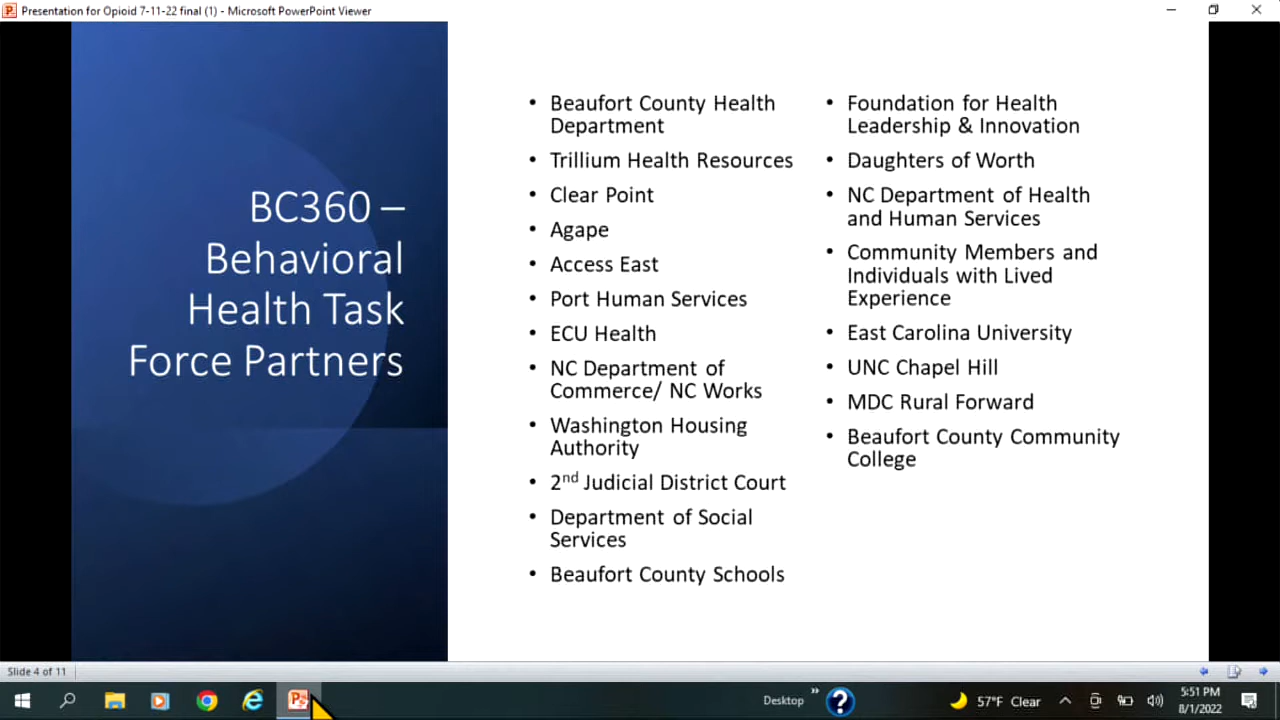 Presentation for Opioid 7-11-22 final (1) - Microsoft PowerPoint Viewer
BC360 –
Behavioral
Health Task
Force Partners
• Beaufort County Health
Department
• Trillium Health Resources
• Clear Point
• Agape
• Access East
• Port Human Services
• ECU Health
• NC Department of
Commerce/ NC Works
• Washington Housing
Authority
• 2nd Judicial District Court
• Department of Social
Services
• Beaufort County Schools
• Foundation for Health
Leadership & Innovation
• Daughters of Worth
• NC Department of Health
and Human Services
• Community Members and
Individuals with Lived
Experience
• East Carolina University
• UNC Chapel Hill
• MDC Rural Forward
• Beaufort County Community
College
Slide 4 of 11
Desktop
57°F Clear
5:51 PM
8/1/2022